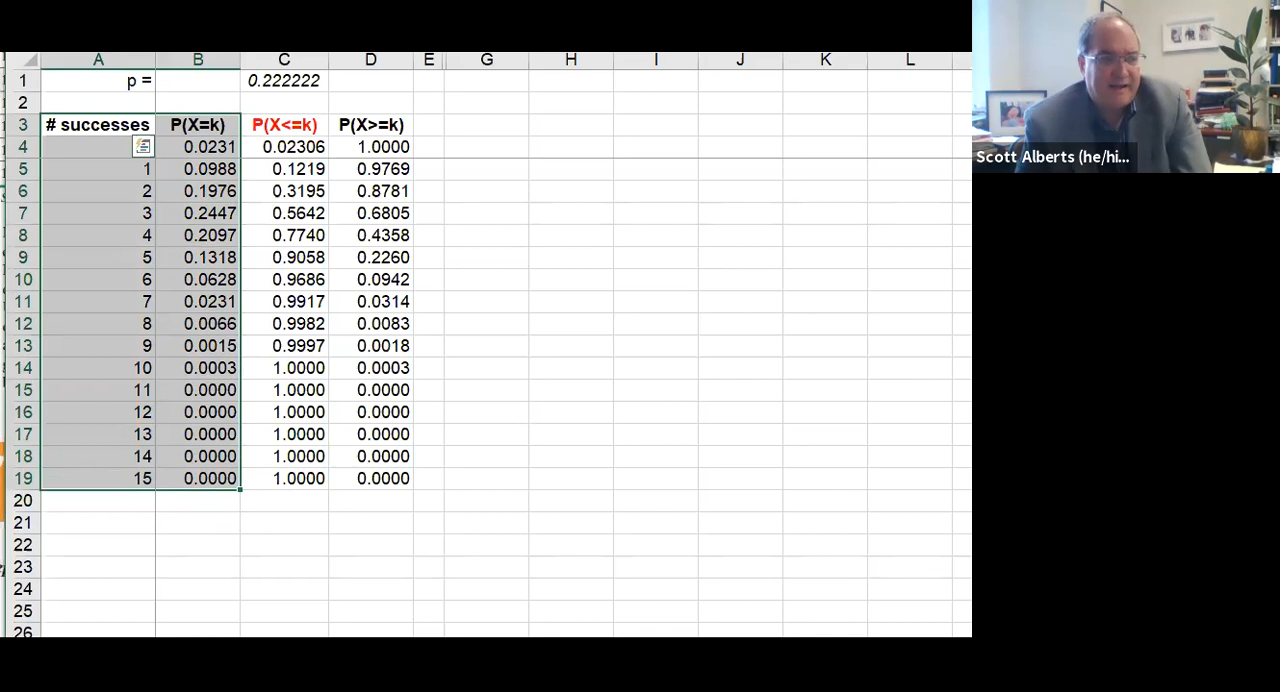 A B C D E G H I J K L
1 p = 0.222222
2
3 # successes P(X=k) P(X<=k) P(X>=k)
4 0.0231 0.02306 1.0000
5 1 0.0988 0.1219 0.9769
6 2 0.1976 0.3195 0.8781
7 3 0.2447 0.5642 0.6805
8 4 0.2097 0.7740 0.4358
9 5 0.1318 0.9058 0.2260
10 6 0.0628 0.9686 0.0942
11 7 0.0231 0.9917 0.0314
12 8 0.0066 0.9982 0.0083
13 9 0.0015 0.9997 0.0018
14 10 0.0003 1.0000 0.0003
15 11 0.0000 1.0000 0.0000
16 12 0.0000 1.0000 0.0000
17 13 0.0000 1.0000 0.0000
18 14 0.0000 1.0000 0.0000
19 15 0.0000 1.0000 0.0000
20
21
22
23
24
25
26
Scott Alberts (he/hi...